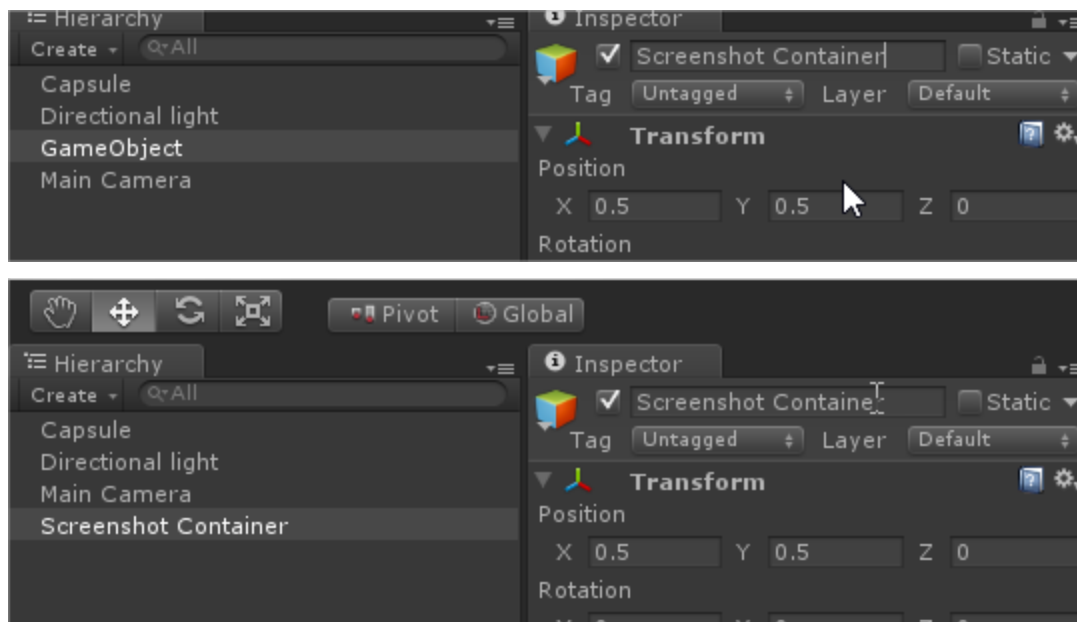 Hierarchy
Create
All
Capsule
Directional light
GameObject
Main Camera
Inspector
Screenshot Container
Static
Tag Untagged Layer Default
Transform
Position
X 0.5 Y 0.5 Z 0
Rotation
Pivot Global
Hierarchy
Create
All
Capsule
Directional light
Main Camera
Screenshot Container
Inspector
Screenshot Container
Static
Tag Untagged Layer Default
Transform
Position
X 0.5 Y 0.5 Z 0
Rotation